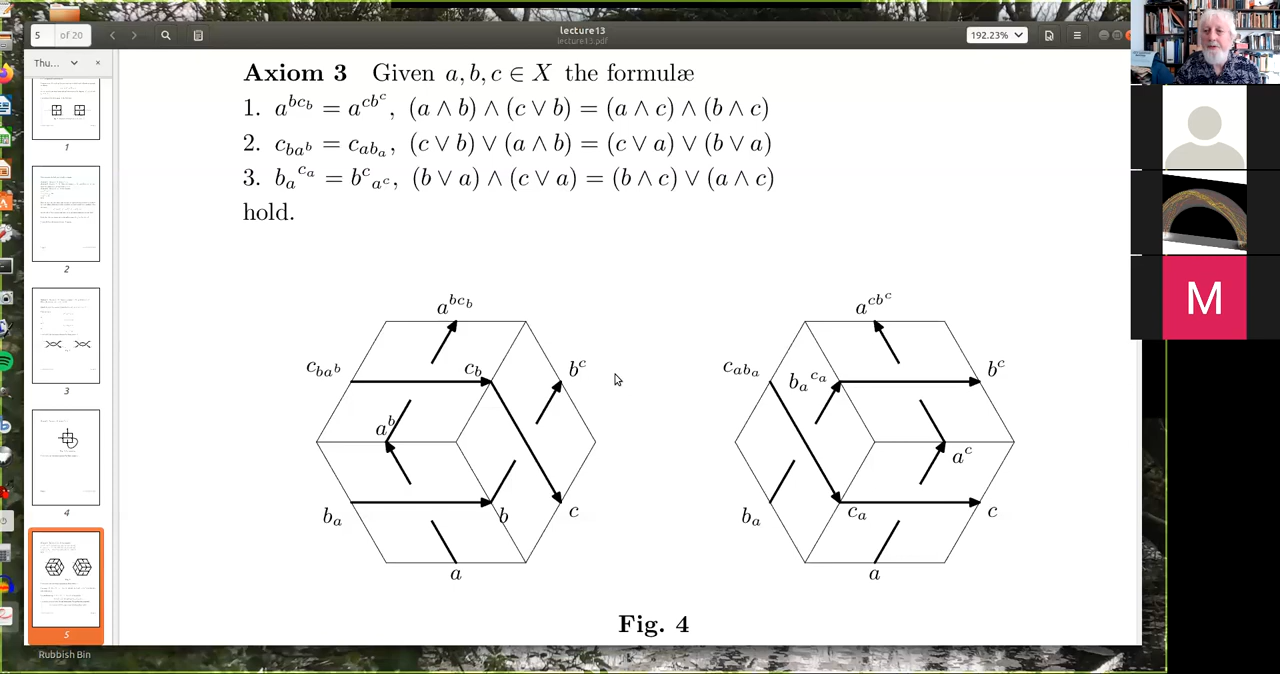 5 of 20
lecture13
lecture13.pdf
192.23%
Thu...
1
2
3
4
5
Rubbish Bin
Axiom 3 Given a, b, c ∈ X the formulæ
1. a^{bc_b} = a^{cb^c}, (a ∧ b) ∧ (c ∨ b) = (a ∧ c) ∧ (b ∧ c)
2. c_{ba^b} = c_{ab_a}, (c ∨ b) ∨ (a ∧ b) = (c ∨ a) ∨ (b ∨ a)
3. b_a^{c_a} = b^c_{a^c}, (b ∨ a) ∧ (c ∨ a) = (b ∧ c) ∨ (a ∧ c)
hold.
a^{bc_b}
c_{ba^b}
c_b
b^c
a^b
b_a
b
c
a
a^{cb^c}
c_{ab_a}
b_a^{c_a}
b^c
a^c
b_a
c_a
c
a
Fig. 4
M